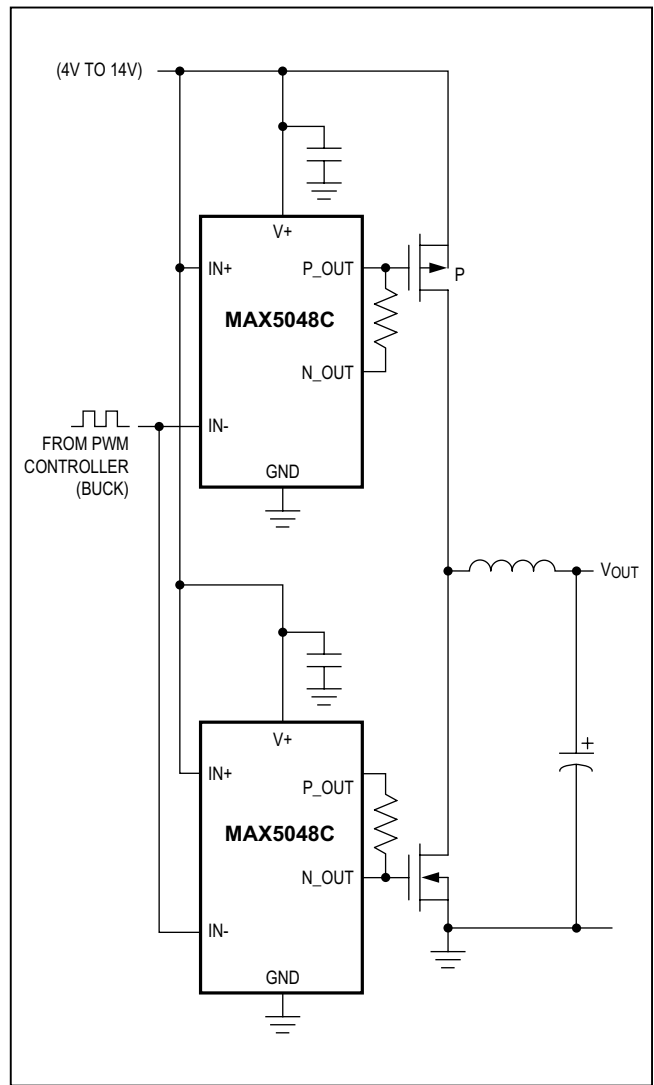 (4V TO 14V)
V+
IN+
P_OUT
P
MAX5048C
N_OUT
IN-
FROM PWM
CONTROLLER
(BUCK)
GND
VOUT
+
V+
IN+
P_OUT
MAX5048C
N_OUT
IN-
GND